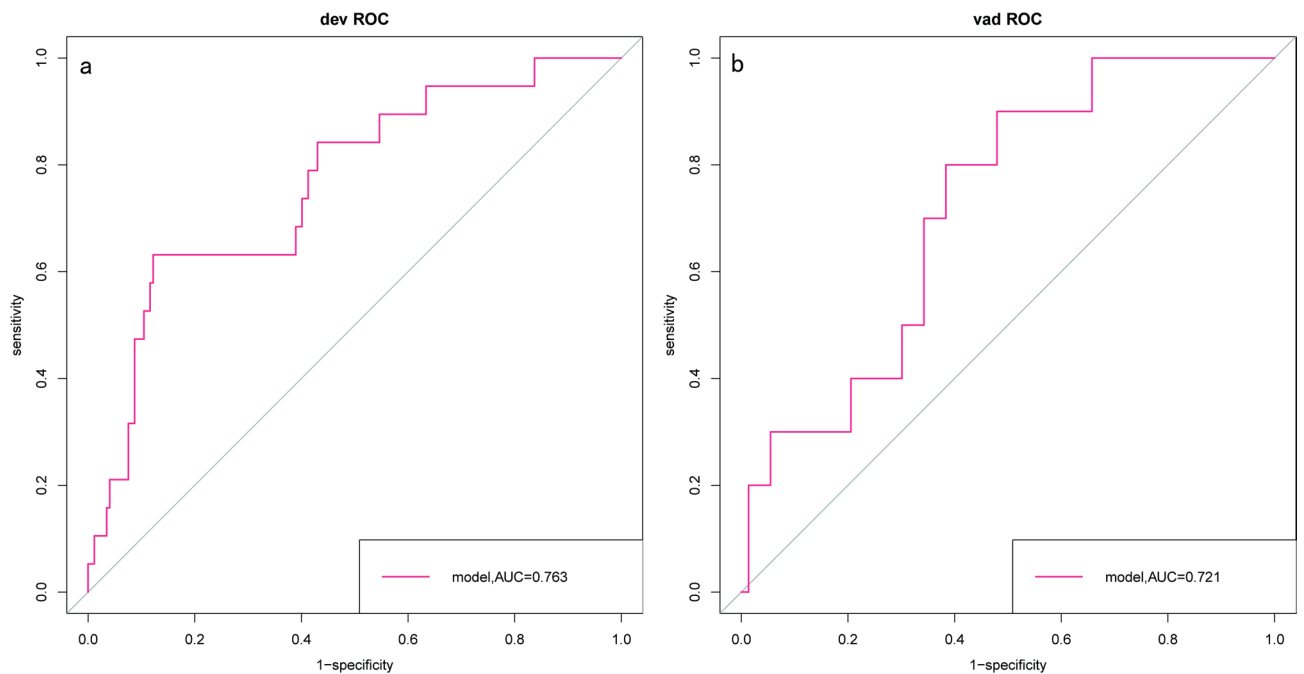 dev ROC
a
1.0
0.8
0.6
0.4
0.2
0.0
sensitivity
0.0 0.2 0.4 0.6 0.8 1.0
1−specificity
model,AUC=0.763
vad ROC
b
1.0
0.8
0.6
0.4
0.2
0.0
sensitivity
0.0 0.2 0.4 0.6 0.8 1.0
1−specificity
model,AUC=0.721